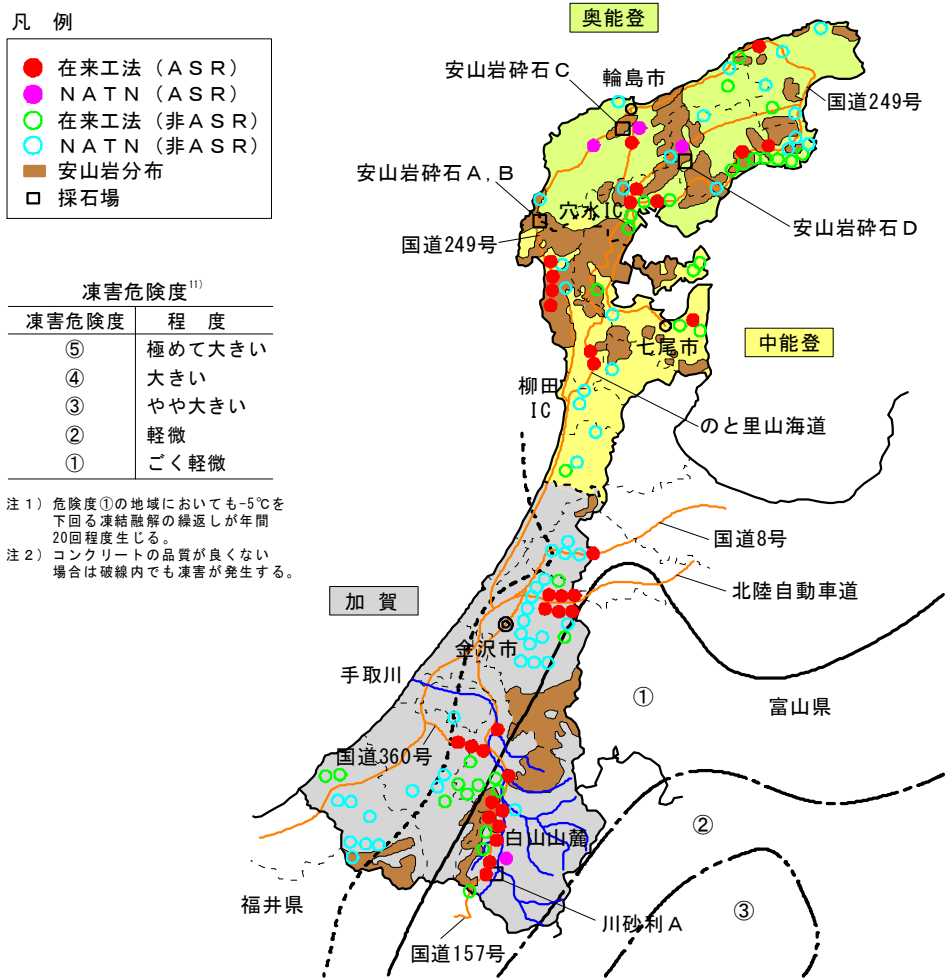 凡 例
在来工法（ＡＳＲ）
ＮＡＴＮ（ＡＳＲ）
在来工法（非ＡＳＲ）
ＮＡＴＮ（非ＡＳＲ）
安山岩分布
採石場
奥能登
安山岩砕石Ｃ
輪島市
国道249号
安山岩砕石Ａ，Ｂ
穴水IC
安山岩砕石Ｄ
国道249号
凍害危険度11)
凍害危険度 程 度
⑤ 極めて大きい
④ 大きい
③ やや大きい
② 軽微
① ごく軽微
七尾市
中能登
柳田
IC
のと里山海道
注１）危険度①の地域においても-5℃を
下回る凍結融解の繰返しが年間
20回程度生じる。
注２）コンクリートの品質が良くない
場合は破線内でも凍害が発生する。
国道8号
北陸自動車道
加 賀
金沢市
手取川
①
富山県
国道360号
②
白山山麓
③
福井県
川砂利Ａ
国道157号